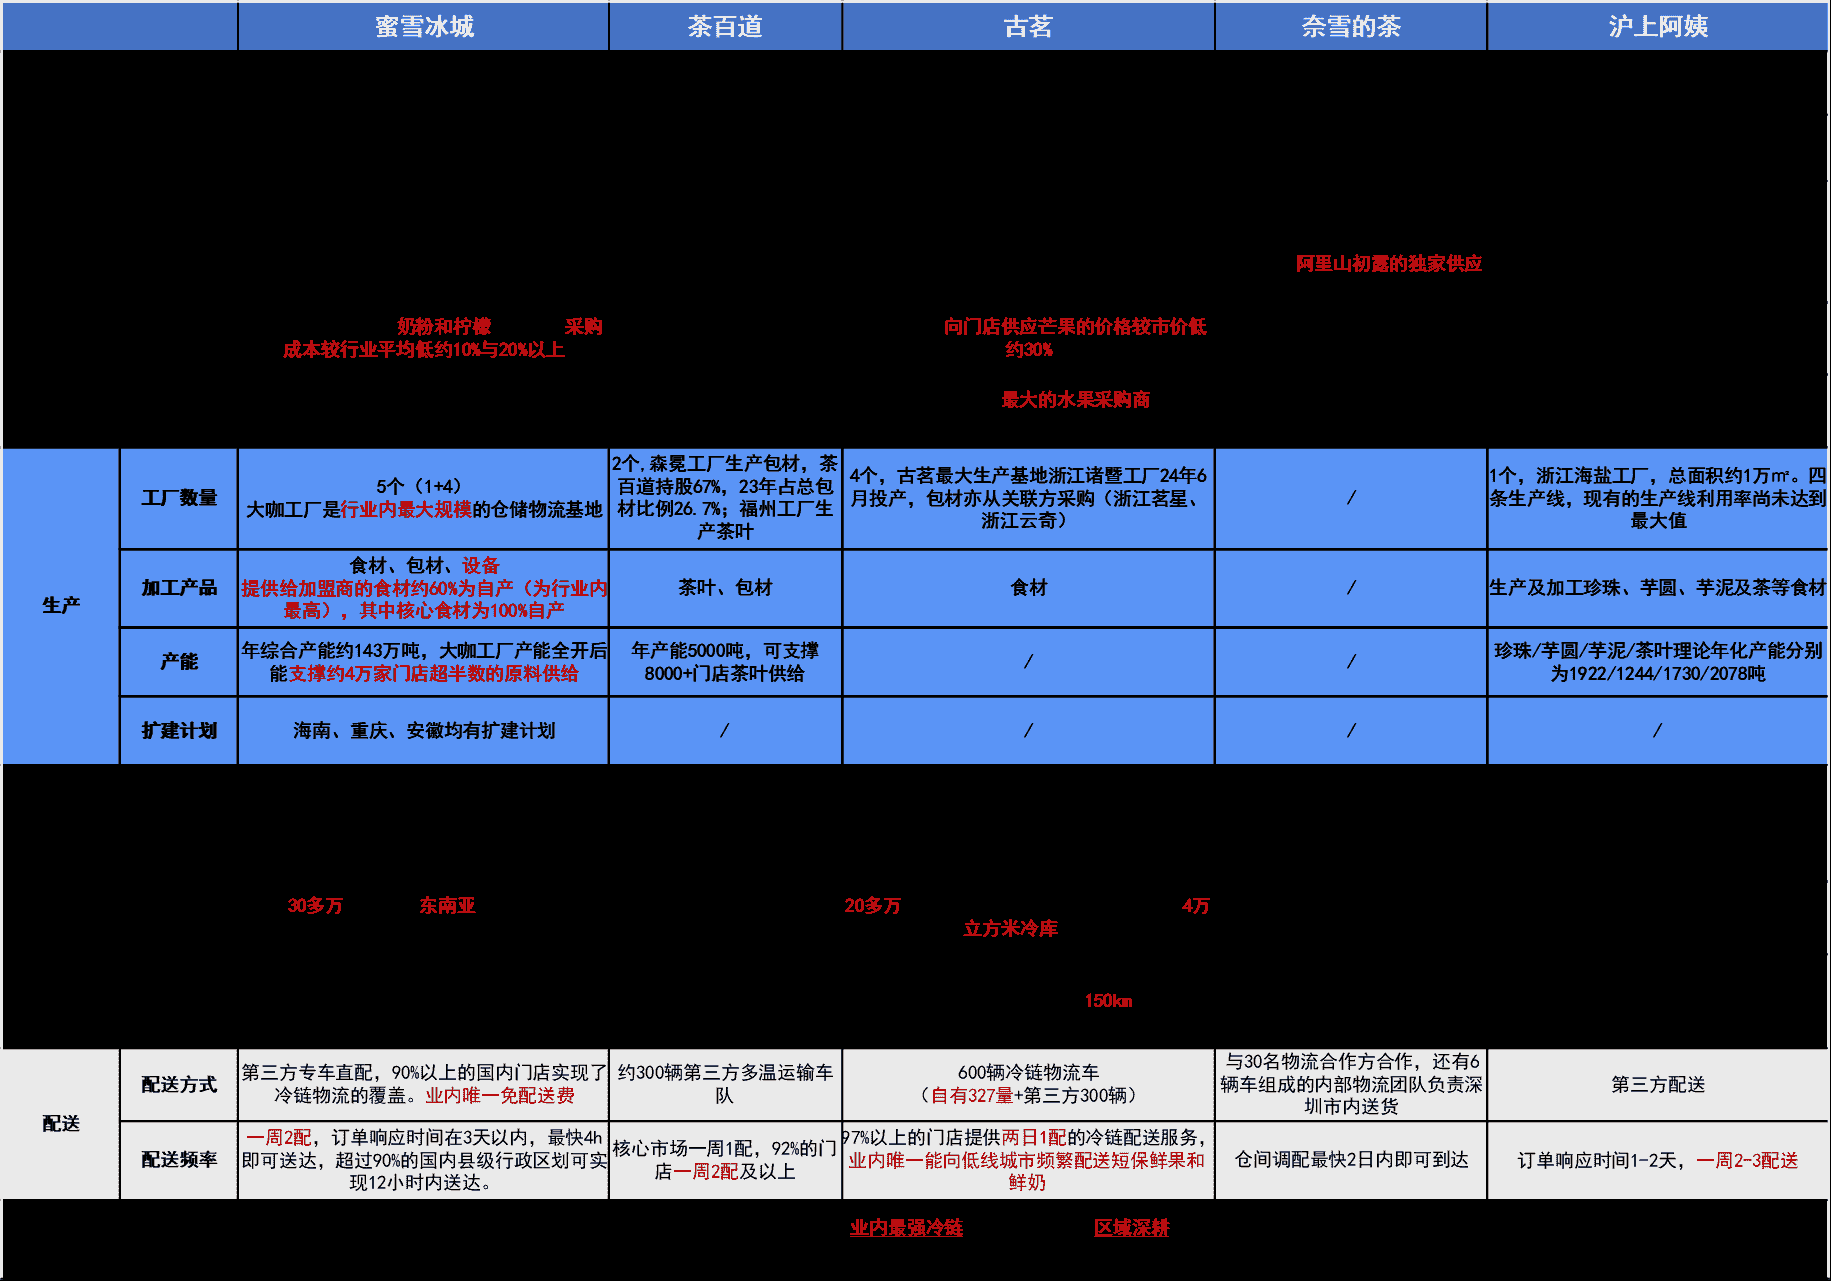 蜜雪冰城
茶百道
古茗
奈雪的茶
沪上阿姨
阿里山初露的独家供应
奶粉和柠檬 采购
成本较行业平均低约10%与20%以上
向门店供应芒果的价格较市价低
约30%
最大的水果采购商
生产
工厂数量
5个（1+4）
大咖工厂是行业内最大规模的仓储物流基地
2个,森冕工厂生产包材，茶
百道持股67%，23年占总包
材比例26.7%；福州工厂生
产茶叶
4个，古茗最大生产基地浙江诸暨工厂24年6
月投产，包材亦从关联方采购（浙江茗星、
浙江云奇）
/
1个，浙江海盐工厂，总面积约1万㎡。四
条生产线，现有的生产线利用率尚未达到
最大值
加工产品
食材、包材、设备
提供给加盟商的食材约60%为自产（为行业内
最高），其中核心食材为100%自产
茶叶、包材
食材
/
生产及加工珍珠、芋圆、芋泥及茶等食材
产能
年综合产能约143万吨，大咖工厂产能全开后
能支撑约4万家门店超半数的原料供给
年产能5000吨，可支撑
8000+门店茶叶供给
/
/
珍珠/芋圆/芋泥/茶叶理论年化产能分别
为1922/1244/1730/2078吨
扩建计划
海南、重庆、安徽均有扩建计划
/
/
/
/
30多万 东南亚
20多万 4万
立方米冷库
150km
配送
配送方式
第三方专车直配，90%以上的国内门店实现了
冷链物流的覆盖。业内唯一免配送费
约300辆第三方多温运输车
队
600辆冷链物流车
（自有327量+第三方300辆）
与30名物流合作方合作，还有6
辆车组成的内部物流团队负责深
圳市内送货
第三方配送
配送频率
一周2配，订单响应时间在3天以内，最快4h
即可送达，超过90%的国内县级行政区划可实
现12小时内送达。
核心市场一周1配，92%的门
店一周2配及以上
97%以上的门店提供两日1配的冷链配送服务，
业内唯一能向低线城市频繁配送短保鲜果和
鲜奶
仓间调配最快2日内即可到达
订单响应时间1-2天，一周2-3配送
业内最强冷链 区域深耕